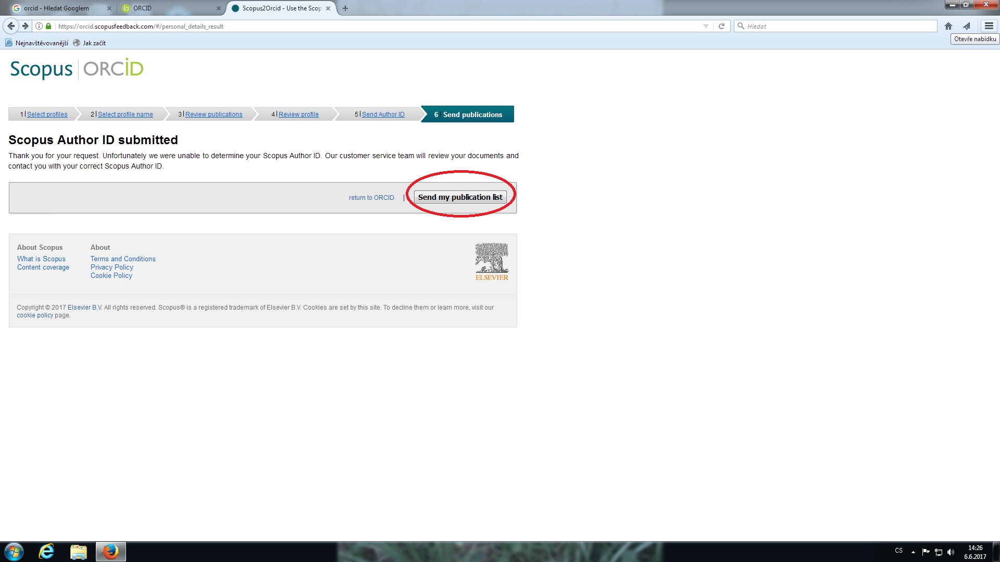 orcid - Hledat Googlem
ORCID
Scopus2Orcid - Use the Scop
https://orcid.scopusfeedback.com/#/personal_details_result
Hledat
Nejnavštěvovanější
Jak začít
Otevře nabídku
Scopus ORCID
1 Select profiles 2 Select profile name 3 Review publications 4 Review profile 5 Send Author ID 6 Send publications
Scopus Author ID submitted
Thank you for your request. Unfortunately we were unable to determine your Scopus Author ID. Our customer service team will review your documents and
contact you with your correct Scopus Author ID.
return to ORCID | Send my publication list
About Scopus
What is Scopus
Content coverage
About
Terms and Conditions
Privacy Policy
Cookie Policy
ELSEVIER
Copyright © 2017 Elsevier B.V. All rights reserved. Scopus® is a registered trademark of Elsevier B.V. Cookies are set by this site. To decline them or learn more, visit our
cookie policy page.
CS
14:26
6.6.2017